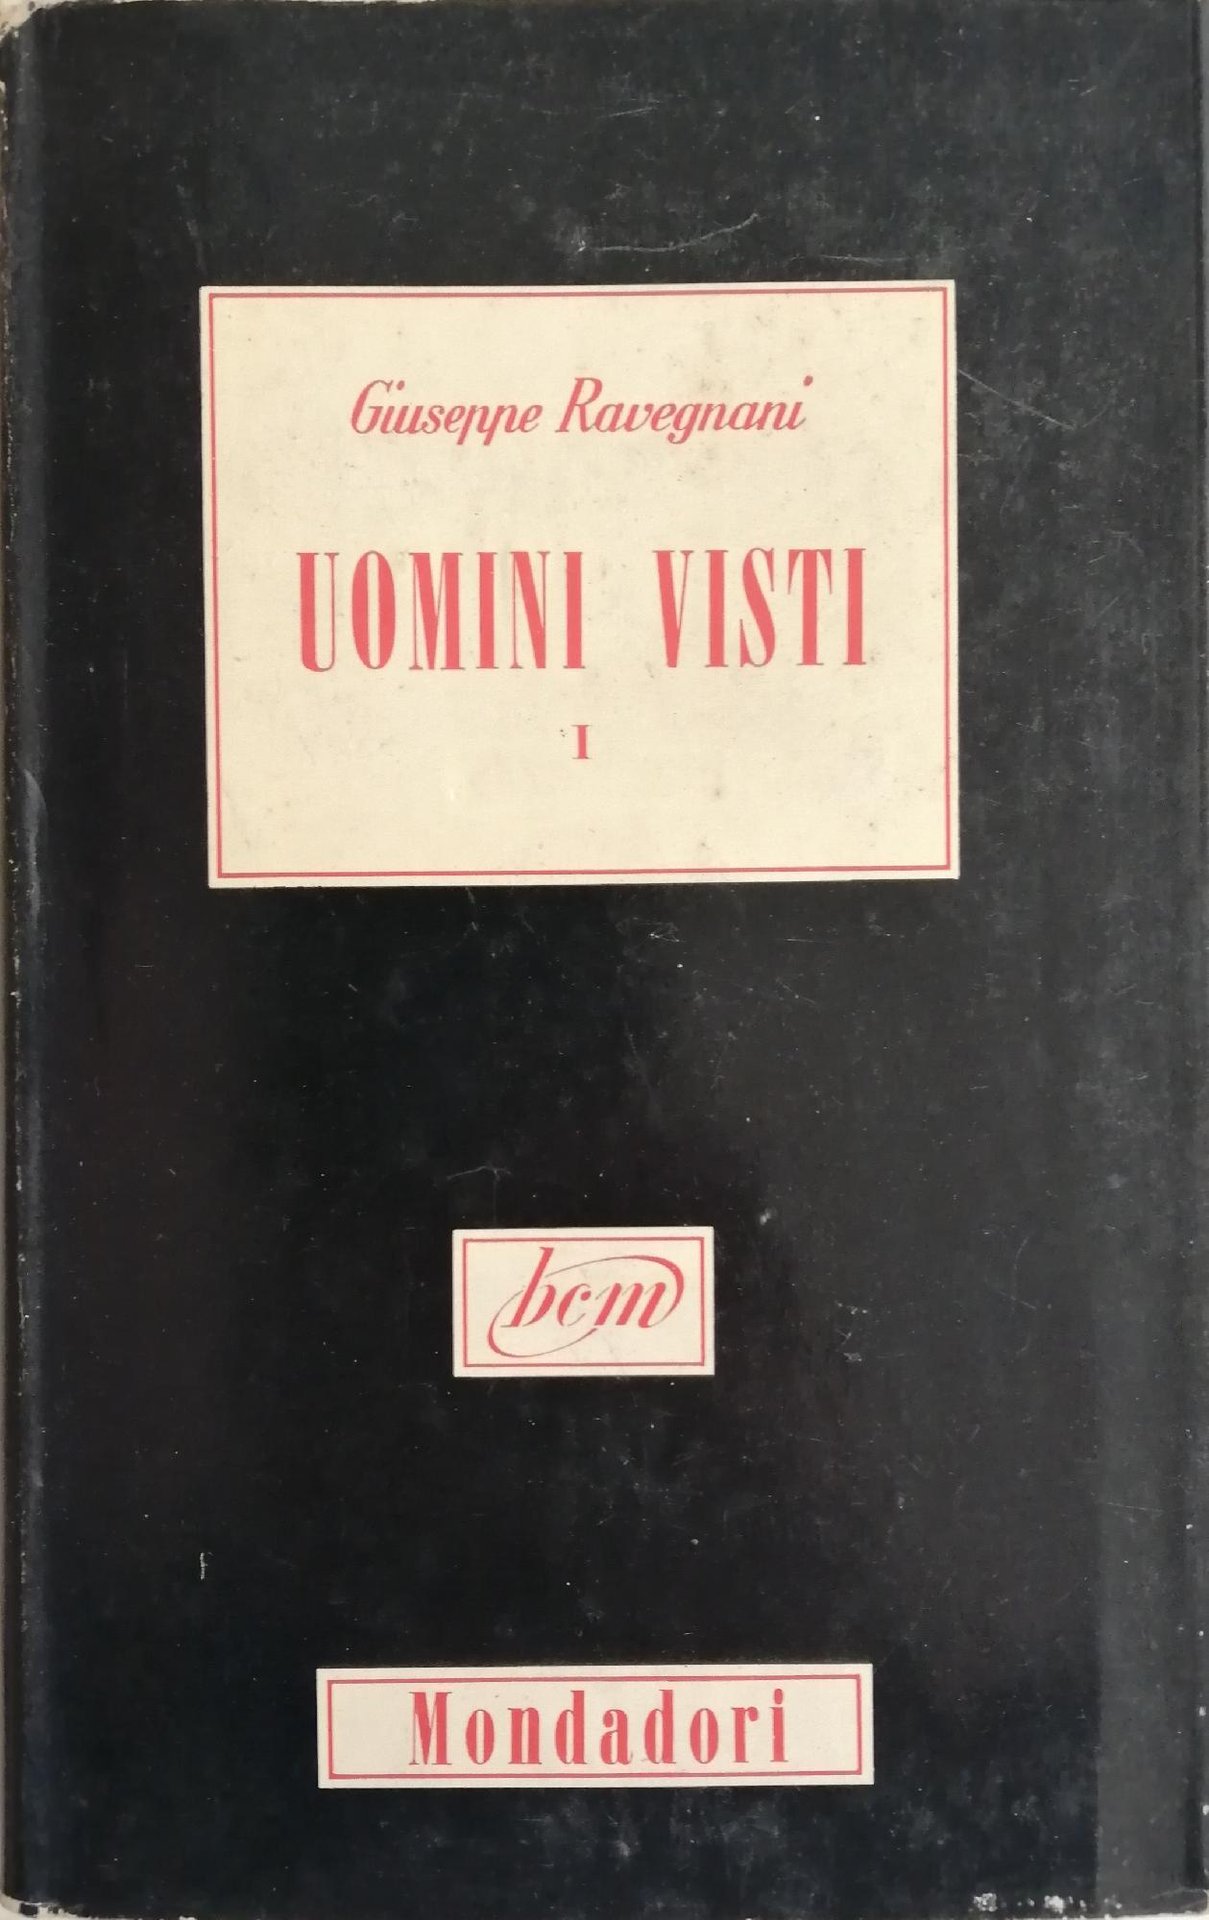 Giuseppe Ravegnani
UOMINI VISTI
I
bcm
Mondadori